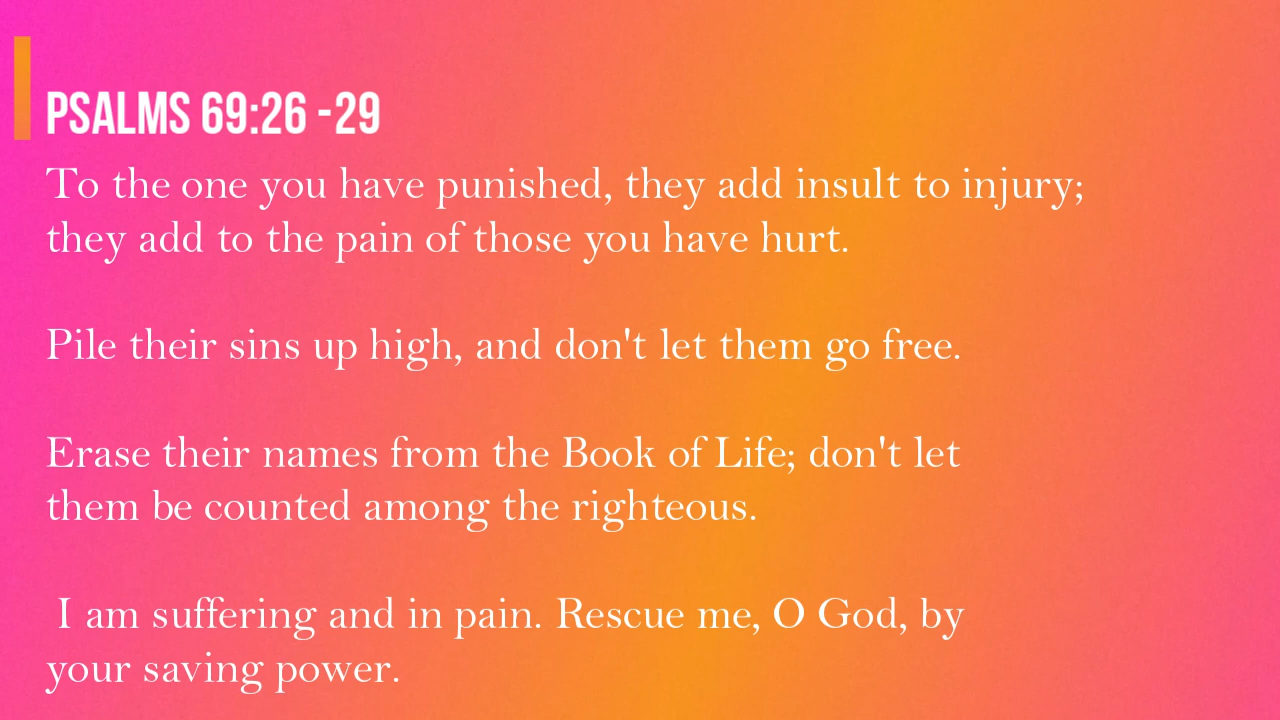 PSALMS 69:26 -29
To the one you have punished, they add insult to injury;
they add to the pain of those you have hurt.
Pile their sins up high, and don't let them go free.
Erase their names from the Book of Life; don't let
them be counted among the righteous.
I am suffering and in pain. Rescue me, O God, by
your saving power.